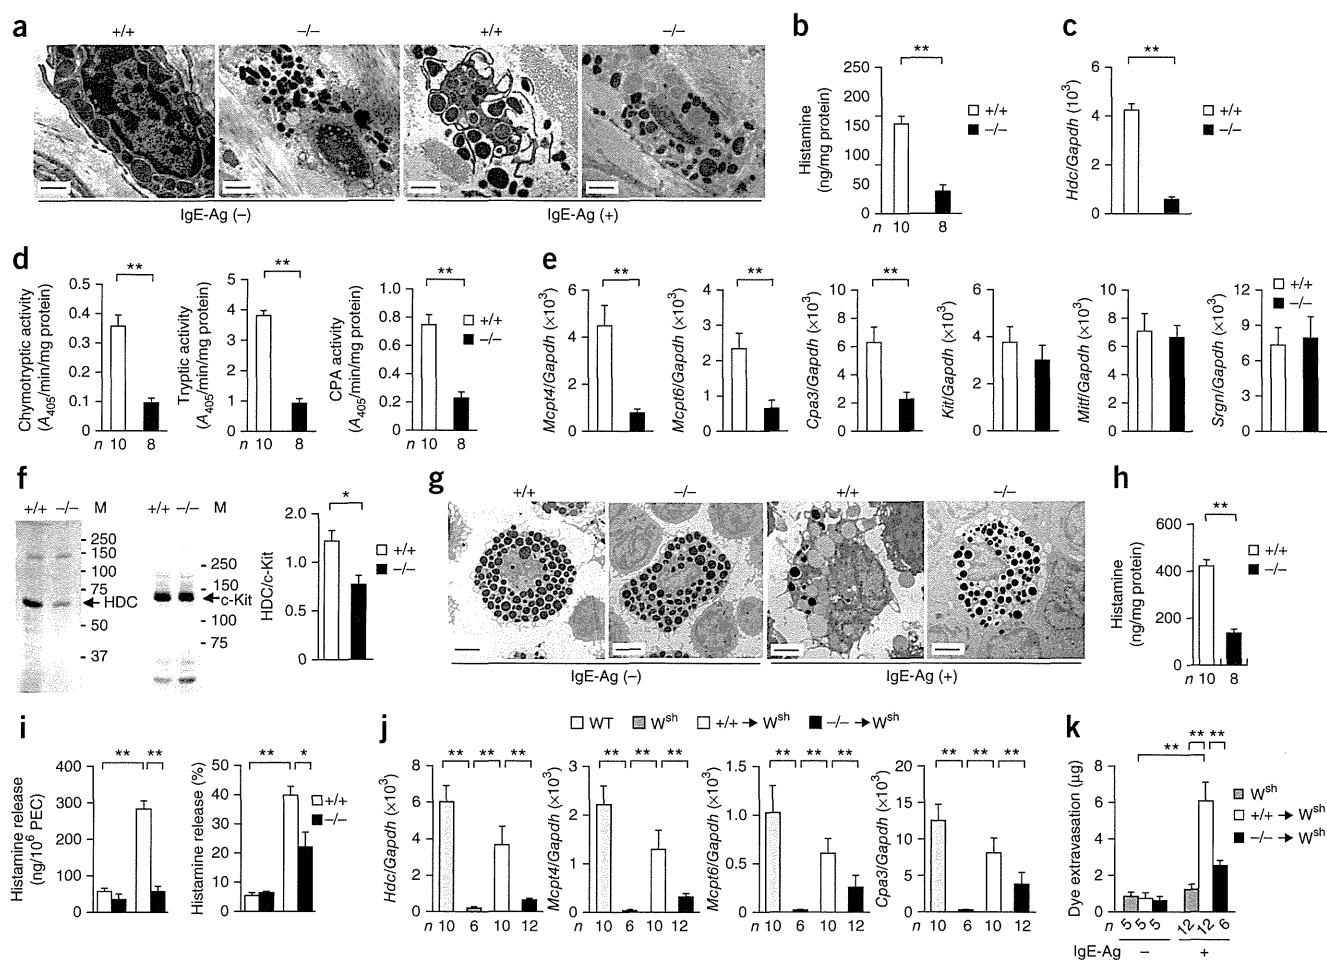 a
+/+ –/– +/+ –/–
IgE-Ag (–) IgE-Ag (+)
b
Histamine
(ng/mg protein)
250
200
150
100
50
0
**
+/+
–/–
n 10 8
c
Hdc/Gapdh (10³)
6
4
2
0
**
+/+
–/–
d
Chymotryptic activity
(A405/min/mg protein)
0.5
0.4
0.3
0.2
0.1
0
**
n 10 8
Tryptic activity
(A405/min/mg protein)
5
4
3
2
1
0
**
n 10 8
CPA activity
(A405/min/mg protein)
1.0
0.8
0.6
0.4
0.2
0
**
n 10 8
+/+
–/–
e
Mcpt4/Gapdh (×10³)
6
4
2
0
**
Mcpt6/Gapdh (×10³)
4
3
2
1
0
**
Cpa3/Gapdh (×10³)
10
8
6
4
2
0
**
Kit/Gapdh (×10³)
6
4
2
0
Mitf/Gapdh (×10³)
10
8
6
4
2
0
Srgn/Gapdh (×10³)
12
9
6
3
0
+/+
–/–
f
+/+ –/– M
250
150
100
75
HDC
50
37
+/+ –/– M
250
150
c-Kit
100
75
HDC/c-Kit
2.0
1.0
0.5
0
*
+/+
–/–
g
+/+ –/– +/+ –/–
IgE-Ag (–) IgE-Ag (+)
h
Histamine
(ng/mg protein)
600
400
200
0
**
+/+
–/–
n 10 8
i
Histamine release
(ng/10⁶ PEC)
400
300
200
100
0
** **
Histamine release (%)
50
40
30
20
10
0
** *
+/+
–/–
j
WT Wsh +/+ → Wsh –/– → Wsh
Hdc/Gapdh (×10³)
8
6
4
2
0
** ** **
n 10 6 10 12
Mcpt4/Gapdh (×10³)
3
2
1
0
** ** **
n 10 6 10 12
Mcpt6/Gapdh (×10³)
1.5
1.0
0.5
0
** ** **
n 10 6 10 12
Cpa3/Gapdh (×10³)
20
15
10
5
0
** ** **
n 10 6 10 12
k
Dye extravasation (µg)
8
6
4
2
0
** ** **
Wsh
+/+ → Wsh
–/– → Wsh
n 5 5 5 12 12 6
IgE-Ag – +